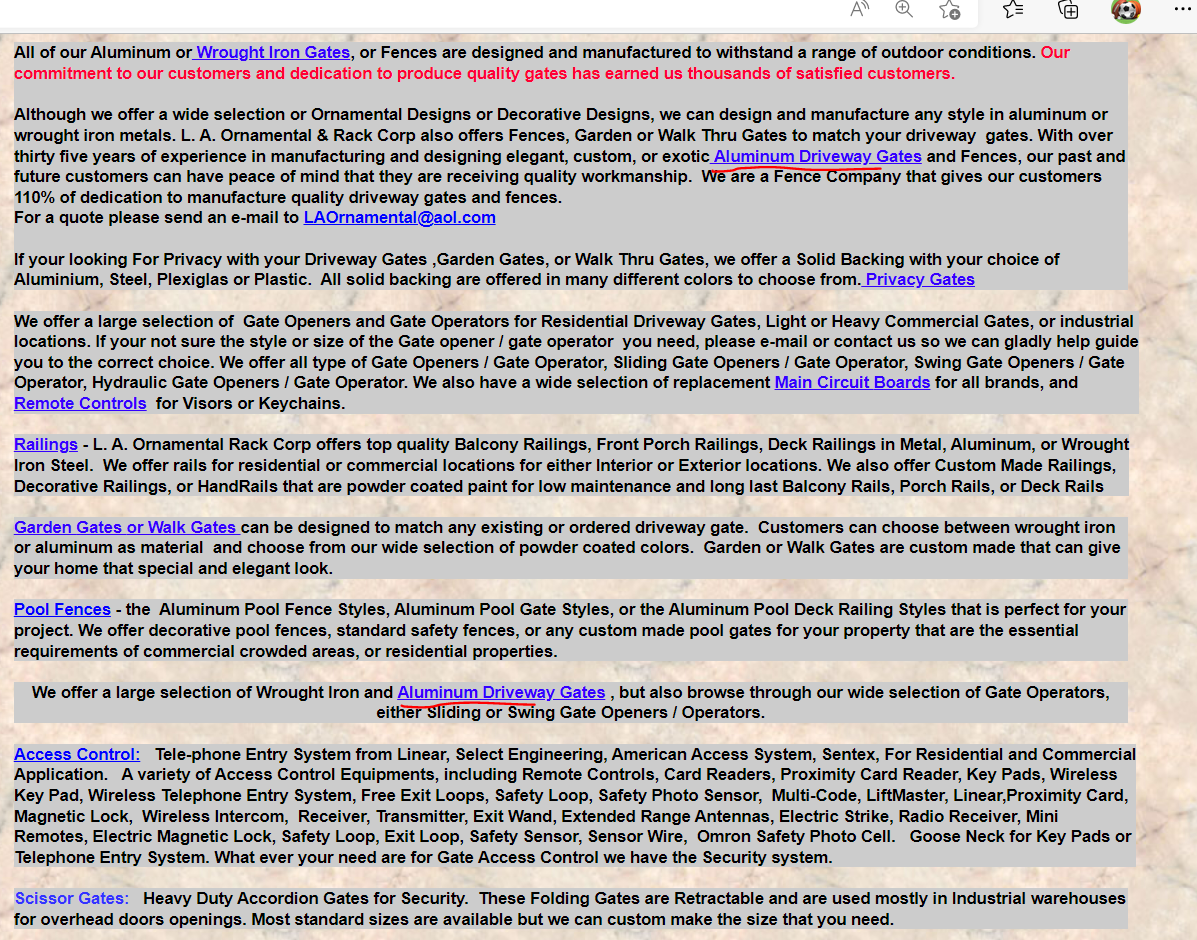 All of our Aluminum or Wrought Iron Gates, or Fences are designed and manufactured to withstand a range of outdoor conditions. Our
commitment to our customers and dedication to produce quality gates has earned us thousands of satisfied customers.
Although we offer a wide selection or Ornamental Designs or Decorative Designs, we can design and manufacture any style in aluminum or
wrought iron metals. L. A. Ornamental & Rack Corp also offers Fences, Garden or Walk Thru Gates to match your driveway  gates. With over
thirty five years of experience in manufacturing and designing elegant, custom, or exotic Aluminum Driveway Gates and Fences, our past and
future customers can have peace of mind that they are receiving quality workmanship.  We are a Fence Company that gives our customers
110% of dedication to manufacture quality driveway gates and fences.
For a quote please send an e-mail to LAOrnamental@aol.com
If your looking For Privacy with your Driveway Gates ,Garden Gates, or Walk Thru Gates, we offer a Solid Backing with your choice of
Aluminium, Steel, Plexiglas or Plastic.  All solid backing are offered in many different colors to choose from. Privacy Gates
We offer a large selection of  Gate Openers and Gate Operators for Residential Driveway Gates, Light or Heavy Commercial Gates, or industrial
locations. If your not sure the style or size of the Gate opener / gate operator  you need, please e-mail or contact us so we can gladly help guide
you to the correct choice. We offer all type of Gate Openers / Gate Operator, Sliding Gate Openers / Gate Operator, Swing Gate Openers / Gate
Operator, Hydraulic Gate Openers / Gate Operator. We also have a wide selection of replacement Main Circuit Boards for all brands, and
Remote Controls  for Visors or Keychains.
Railings - L. A. Ornamental Rack Corp offers top quality Balcony Railings, Front Porch Railings, Deck Railings in Metal, Aluminum, or Wrought
Iron Steel.  We offer rails for residential or commercial locations for either Interior or Exterior locations. We also offer Custom Made Railings,
Decorative Railings, or HandRails that are powder coated paint for low maintenance and long last Balcony Rails, Porch Rails, or Deck Rails
Garden Gates or Walk Gates can be designed to match any existing or ordered driveway gate.  Customers can choose between wrought iron
or aluminum as material  and choose from our wide selection of powder coated colors.  Garden or Walk Gates are custom made that can give
your home that special and elegant look.
Pool Fences - the  Aluminum Pool Fence Styles, Aluminum Pool Gate Styles, or the Aluminum Pool Deck Railing Styles that is perfect for your
project. We offer decorative pool fences, standard safety fences, or any custom made pool gates for your property that are the essential
requirements of commercial crowded areas, or residential properties.
We offer a large selection of Wrought Iron and Aluminum Driveway Gates , but also browse through our wide selection of Gate Operators,
either Sliding or Swing Gate Openers / Operators.
Access Control:   Tele-phone Entry System from Linear, Select Engineering, American Access System, Sentex, For Residential and Commercial
Application.   A variety of Access Control Equipments, including Remote Controls, Card Readers, Proximity Card Reader, Key Pads, Wireless
Key Pad, Wireless Telephone Entry System, Free Exit Loops, Safety Loop, Safety Photo Sensor,  Multi-Code, LiftMaster, Linear,Proximity Card,
Magnetic Lock,  Wireless Intercom,  Receiver, Transmitter, Exit Wand, Extended Range Antennas, Electric Strike, Radio Receiver, Mini
Remotes, Electric Magnetic Lock, Safety Loop, Exit Loop, Safety Sensor, Sensor Wire,  Omron Safety Photo Cell.   Goose Neck for Key Pads or
Telephone Entry System. What ever your need are for Gate Access Control we have the Security system.
Scissor Gates:   Heavy Duty Accordion Gates for Security.  These Folding Gates are Retractable and are used mostly in Industrial warehouses
for overhead doors openings. Most standard sizes are available but we can custom make the size that you need.